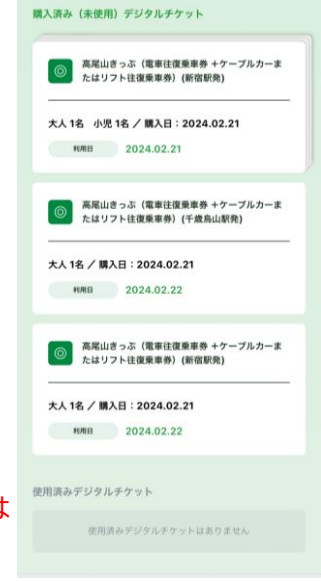 購入済み（未使用）デジタルチケット
高尾山きっぷ（電車往復乗車券 +ケーブルカーま
たはリフト往復乗車券）(新宿駅発)
大人 1名　小児 1名 ／ 購入日：2024.02.21
利用日　2024.02.21
高尾山きっぷ（電車往復乗車券 +ケーブルカーま
たはリフト往復乗車券）(千歳烏山駅発)
大人 1名 ／ 購入日：2024.02.21
利用日　2024.02.22
高尾山きっぷ（電車往復乗車券 +ケーブルカーま
たはリフト往復乗車券）(新宿駅発)
大人 1名 ／ 購入日：2024.02.21
利用日　2024.02.22
使用済みデジタルチケット
は
使用済みデジタルチケットはありません